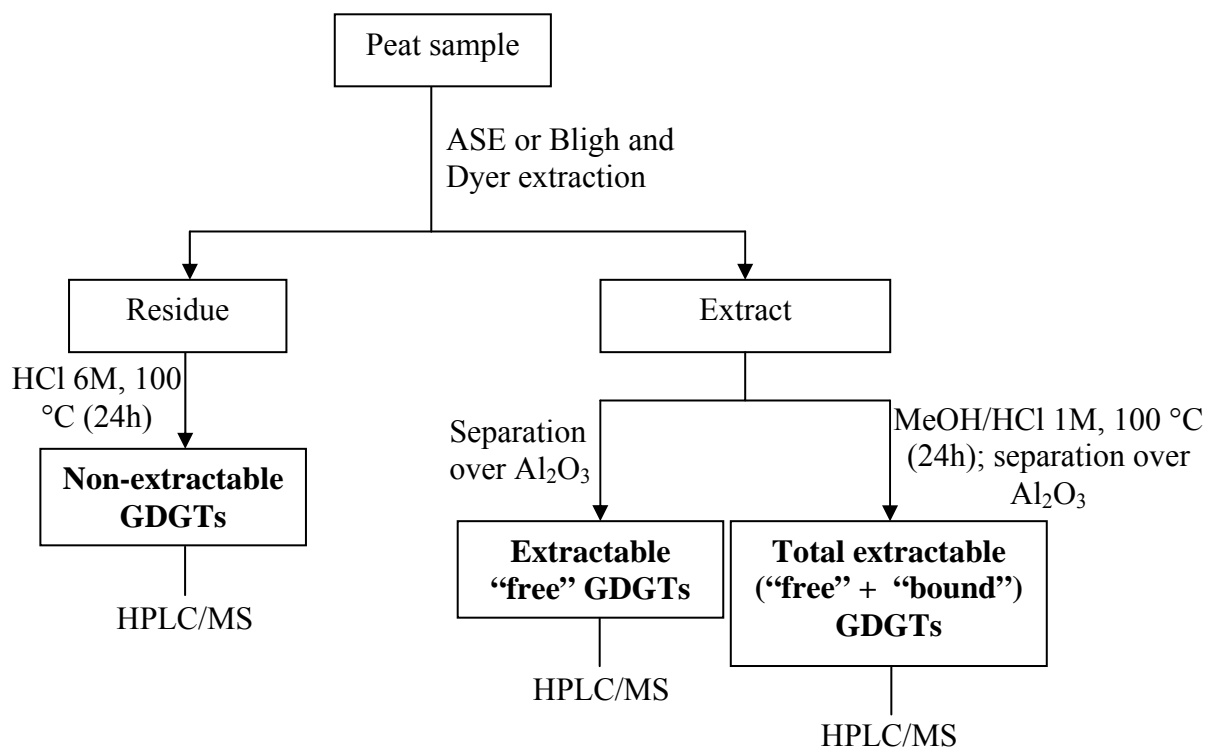 Peat sample
ASE or Bligh and
Dyer extraction
Residue
Extract
HCl 6M, 100
°C (24h)
Separation
over Al₂O₃
MeOH/HCl 1M, 100 °C
(24h); separation over
Al₂O₃
Non-extractable
GDGTs
Extractable
“free” GDGTs
Total extractable
(“free” + “bound”)
GDGTs
HPLC/MS
HPLC/MS
HPLC/MS